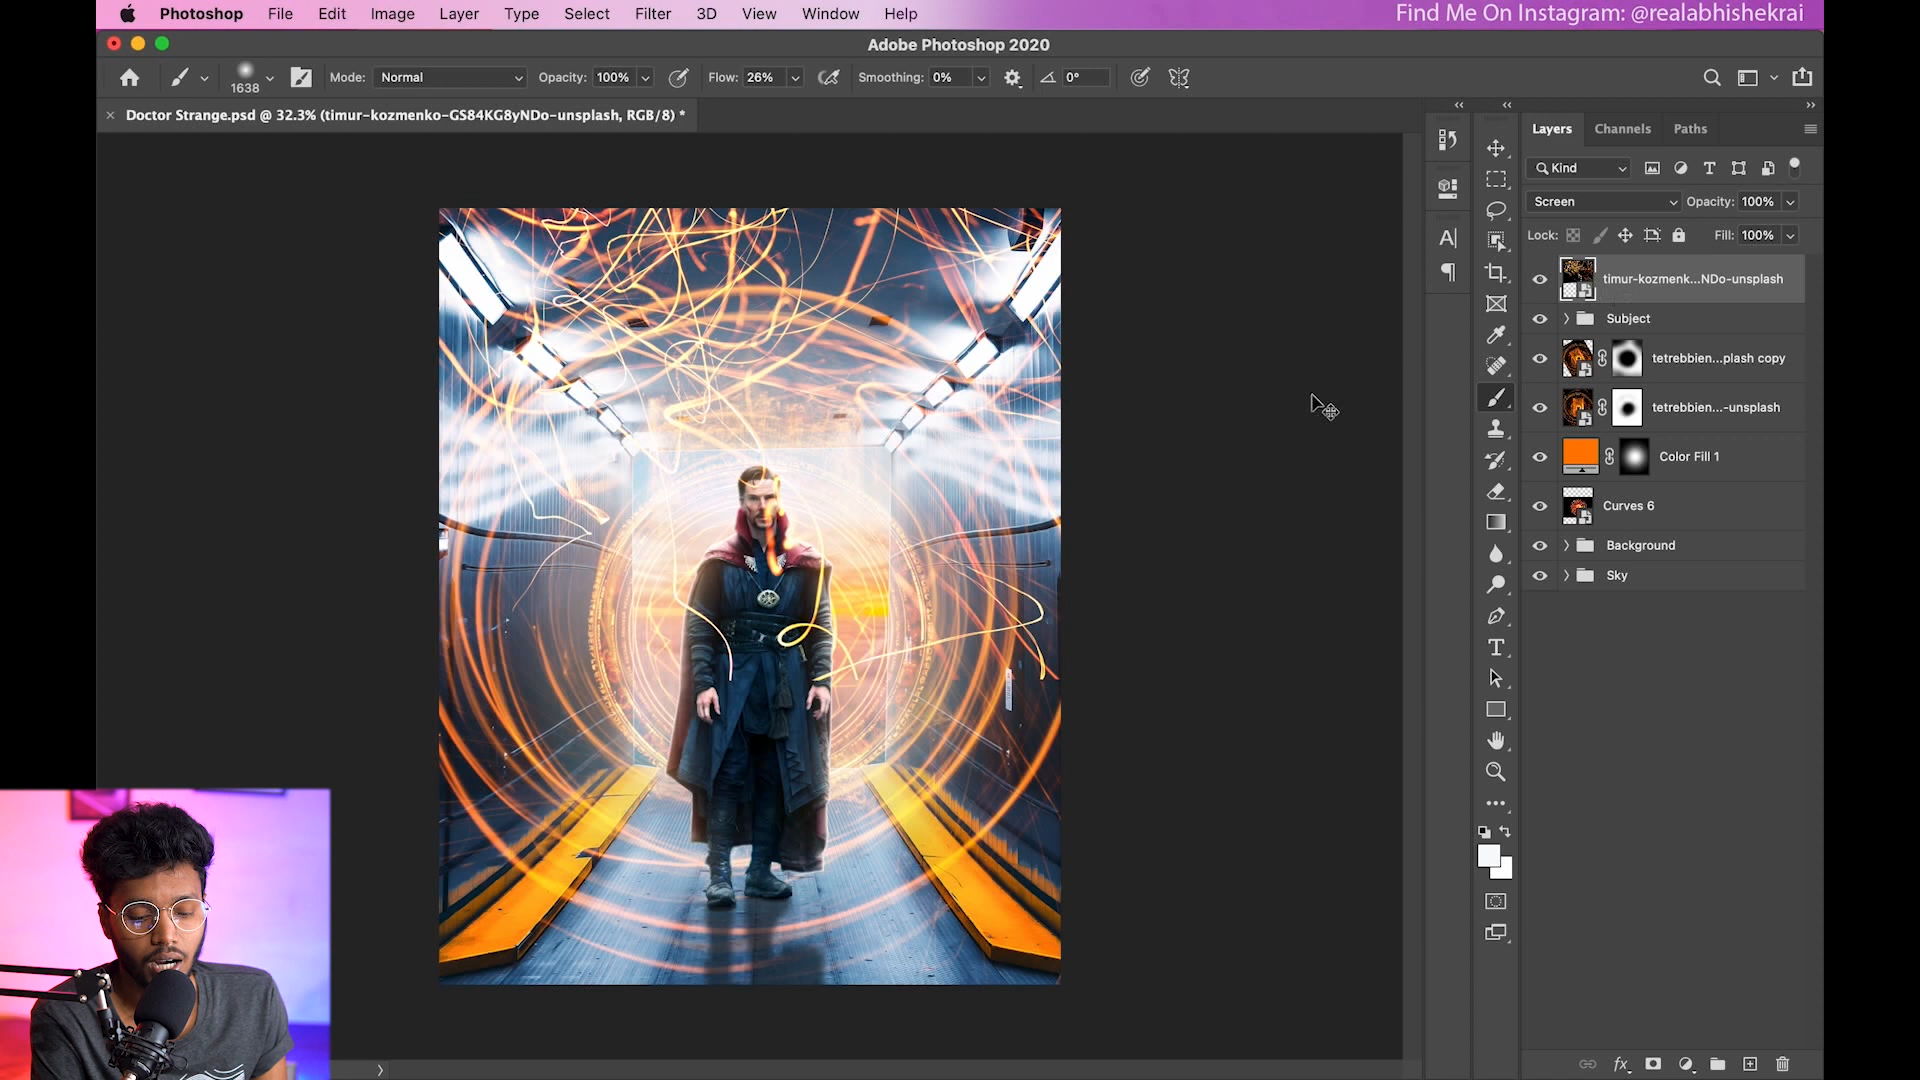 Photoshop File Edit Image Layer Type Select Filter 3D View Window Help
Find Me On Instagram: @realabhishekrai
Adobe Photoshop 2020
1638 Mode: Normal Opacity: 100% Flow: 26% Smoothing: 0% 0°
Doctor Strange.psd @ 32.3% (timur-kozmenko-GS84KG8yNDo-unsplash, RGB/8) *
Layers Channels Paths
Kind
Screen Opacity: 100%
Lock: Fill: 100%
timur-kozmenk...NDo-unsplash
Subject
tetrebbien...plash copy
tetrebbien...-unsplash
Color Fill 1
Curves 6
Background
Sky